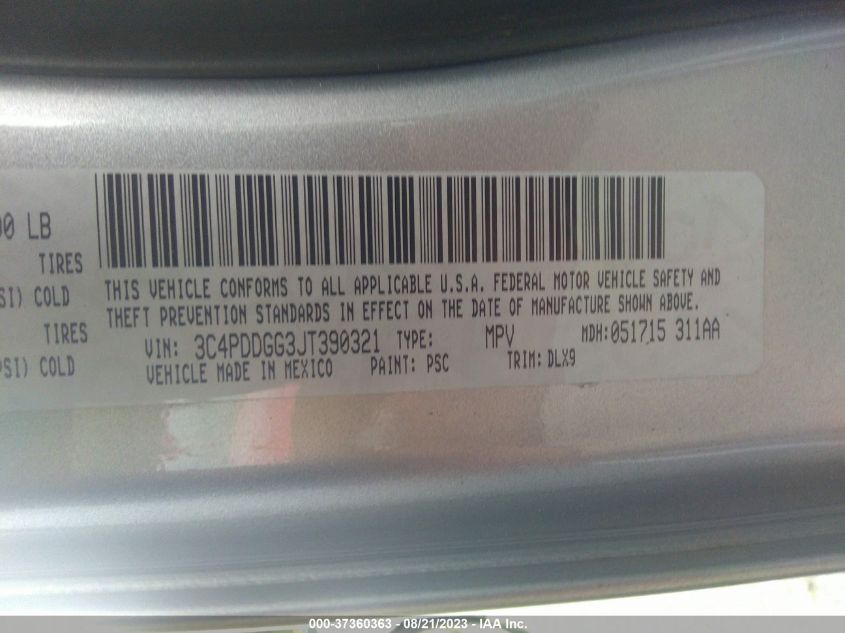 00 LB
TIRES
SI) COLD
TIRES
PSI) COLD
THIS VEHICLE CONFORMS TO ALL APPLICABLE U.S.A. FEDERAL MOTOR VEHICLE SAFETY AND
THEFT PREVENTION STANDARDS IN EFFECT ON THE DATE OF MANUFACTURE SHOWN ABOVE.
VIN: 3C4PDDGG3JT390321 TYPE: MPV MDH:051715 311AA
VEHICLE MADE IN MEXICO PAINT: PSC TRIM: DLX9
000-37360363 - 08/21/2023 - IAA Inc.